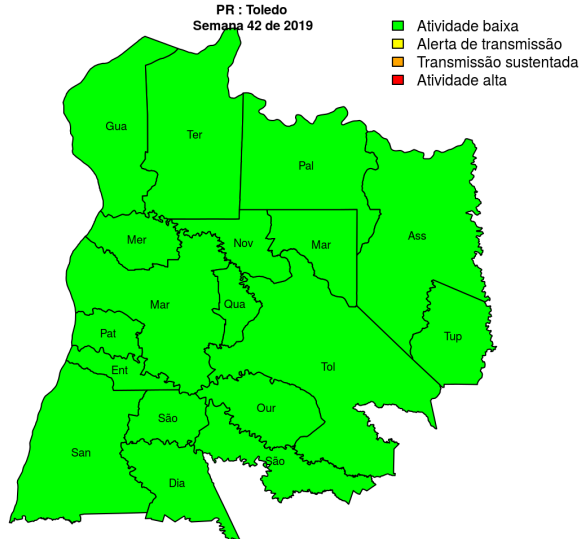 PR : Toledo
Semana 42 de 2019
Atividade baixa
Alerta de transmissão
Transmissão sustentada
Atividade alta
Gua
Ter
Pal
Mer
Nov
Mar
Ass
Mar
Qua
Pat
Tup
Ent
Tol
São
Our
San
São
Dia